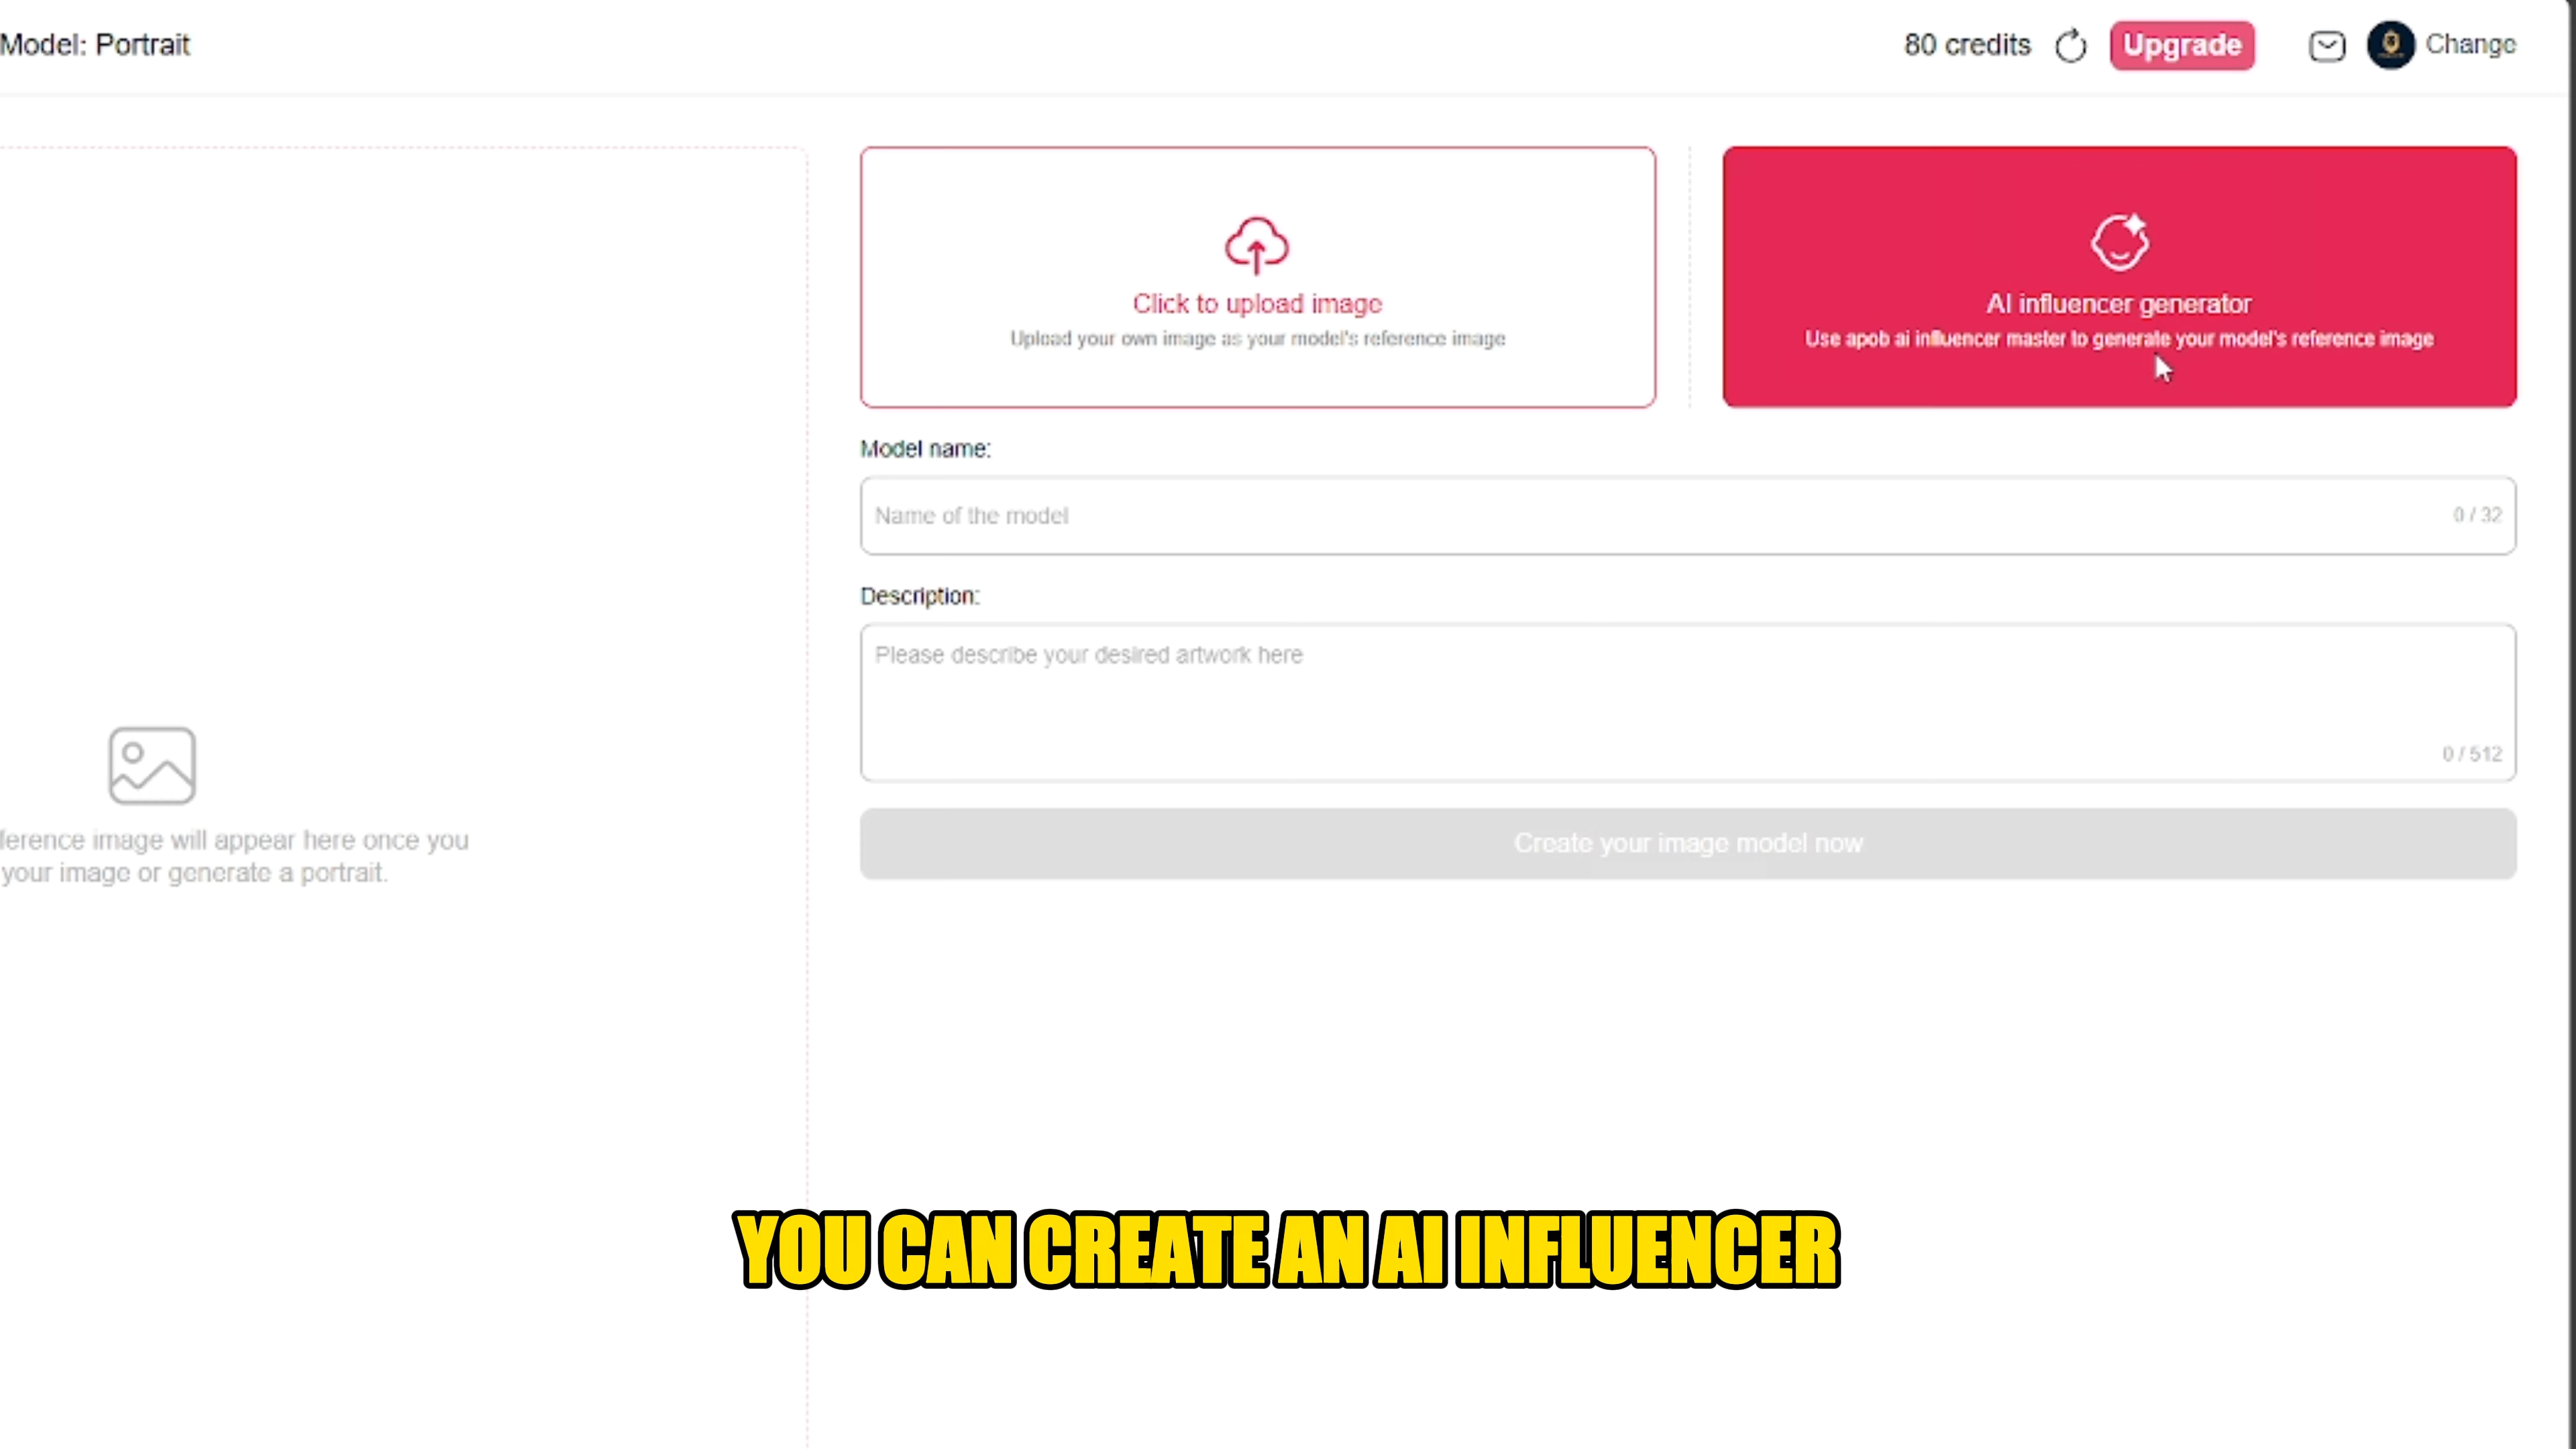 Model: Portrait
80 credits
Upgrade
Change
Click to upload image
Upload your own image as your model's reference image
AI influencer generator
Use apob ai influencer master to generate your model's reference image
Model name:
Name of the model
0 / 32
Description:
Please describe your desired artwork here
0 / 512
Create your image model now
ference image will appear here once you
your image or generate a portrait.
YOU CAN CREATE AN AI INFLUENCER